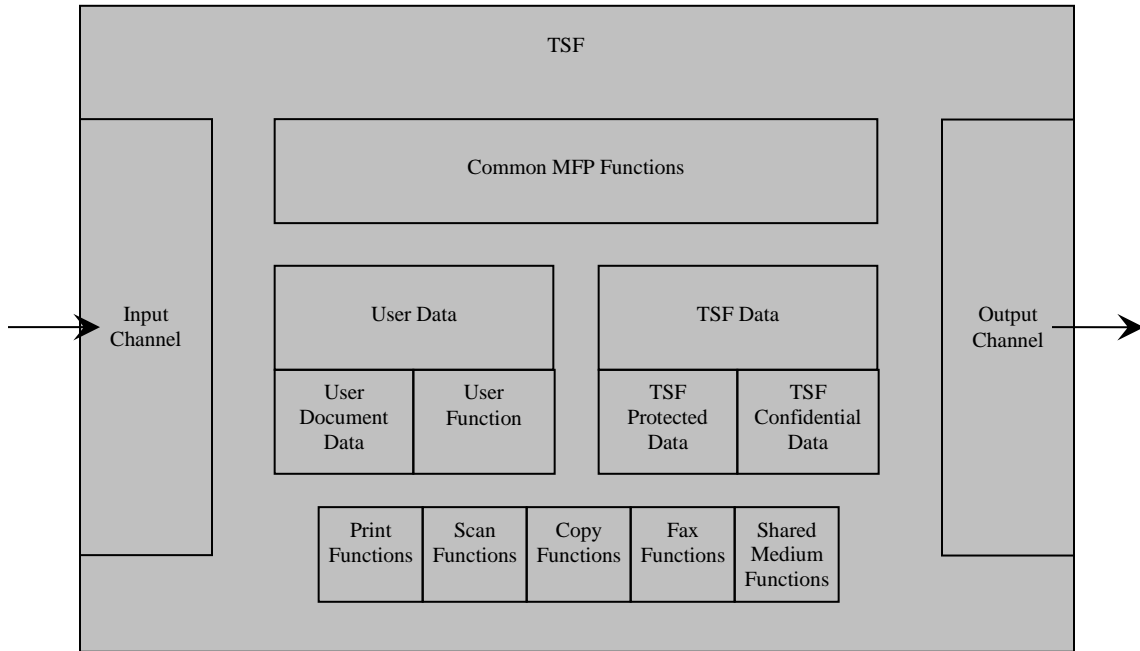 TSF
Common MFP Functions
Input
Channel
User Data
TSF Data
Output
Channel
User
Document
Data
User
Function
TSF
Protected
Data
TSF
Confidential
Data
Print
Functions
Scan
Functions
Copy
Functions
Fax
Functions
Shared
Medium
Functions